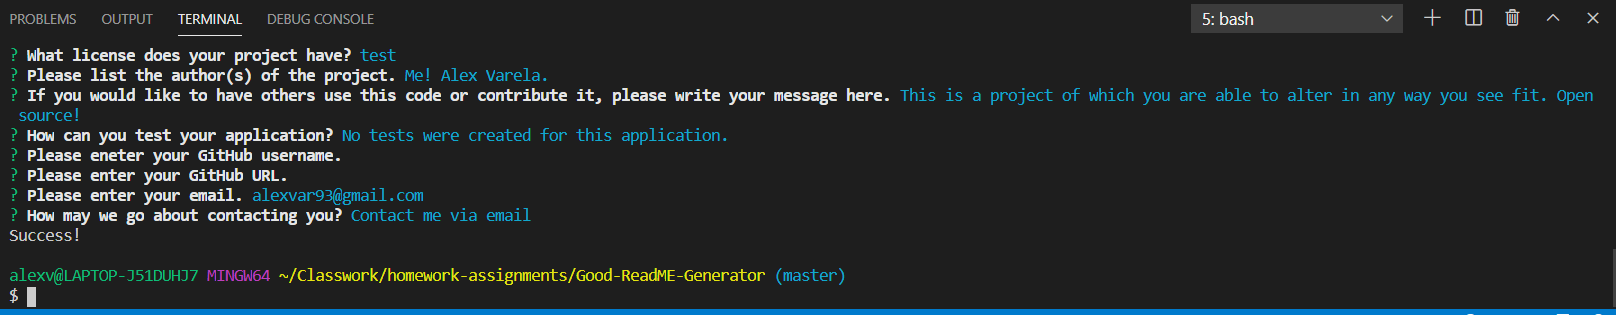 PROBLEMS OUTPUT TERMINAL DEBUG CONSOLE 5: bash
? What license does your project have? test
? Please list the author(s) of the project. Me! Alex Varela.
? If you would like to have others use this code or contribute it, please write your message here. This is a project of which you are able to alter in any way you see fit. Open
source!
? How can you test your application? No tests were created for this application.
? Please eneter your GitHub username.
? Please enter your GitHub URL.
? Please enter your email. alexvar93@gmail.com
? How may we go about contacting you? Contact me via email
Success!
alexv@LAPTOP-J51DUHJ7 MINGW64 ~/Classwork/homework-assignments/Good-ReadME-Generator (master)
$